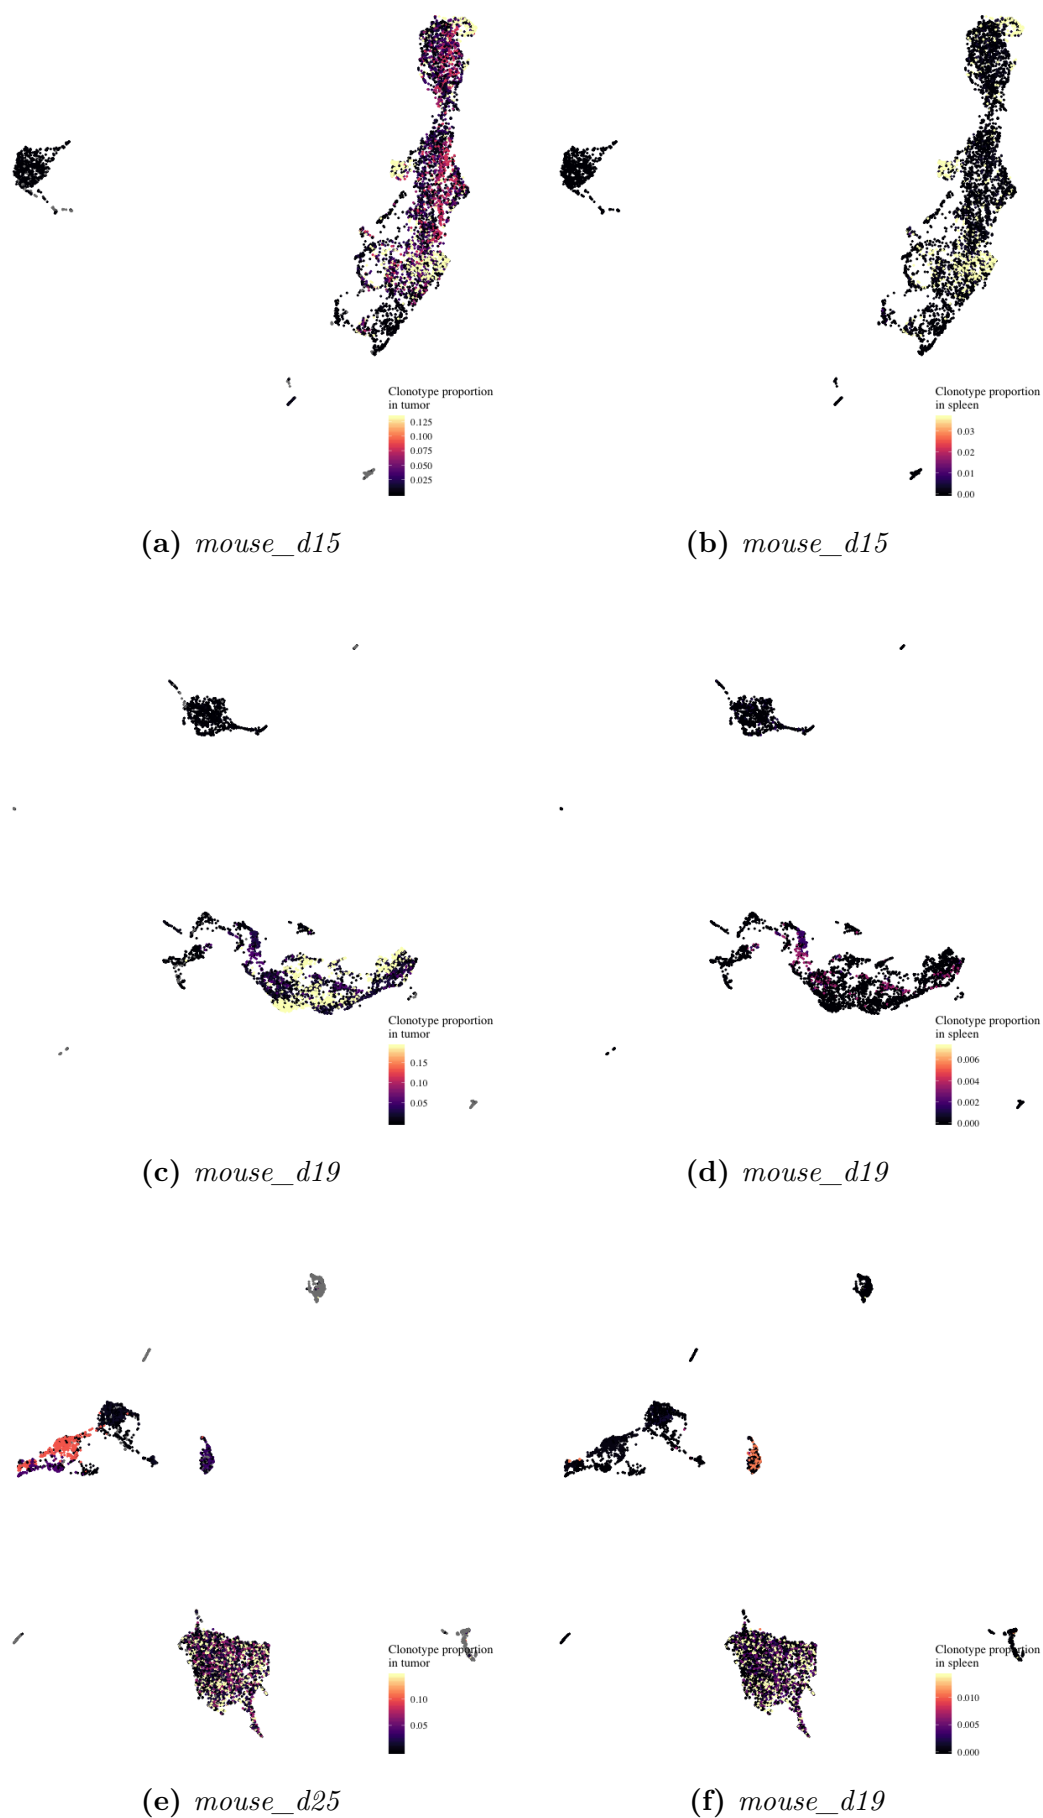 Clonotype proportion
in tumor
0.125
0.100
0.075
0.050
0.025
Clonotype proportion
in spleen
0.03
0.02
0.01
0.00
(a) mouse_d15
(b) mouse_d15
Clonotype proportion
in tumor
0.15
0.10
0.05
Clonotype proportion
in spleen
0.006
0.004
0.002
0.000
(c) mouse_d19
(d) mouse_d19
Clonotype proportion
in tumor
0.10
0.05
Clonotype proportion
in spleen
0.010
0.005
0.000
(e) mouse_d25
(f) mouse_d19